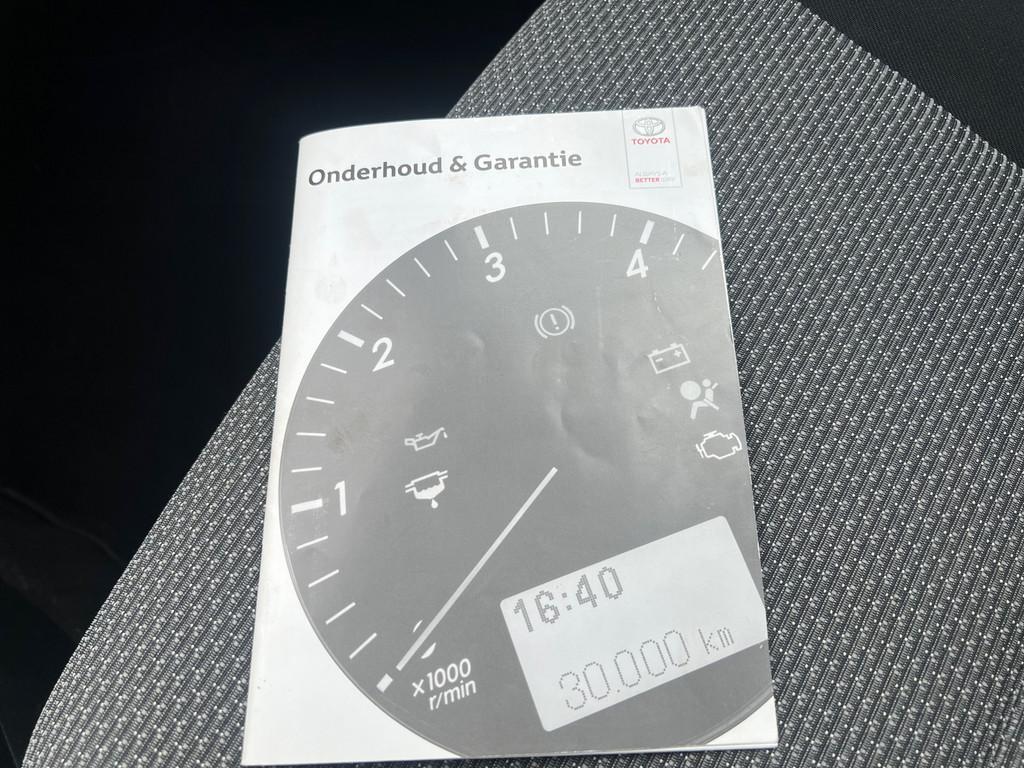 Onderhoud & Garantie
TOYOTA
ALWAYS A
BETTER WAY
1
2
3
4
x1000
r/min
16:40
30.000 km